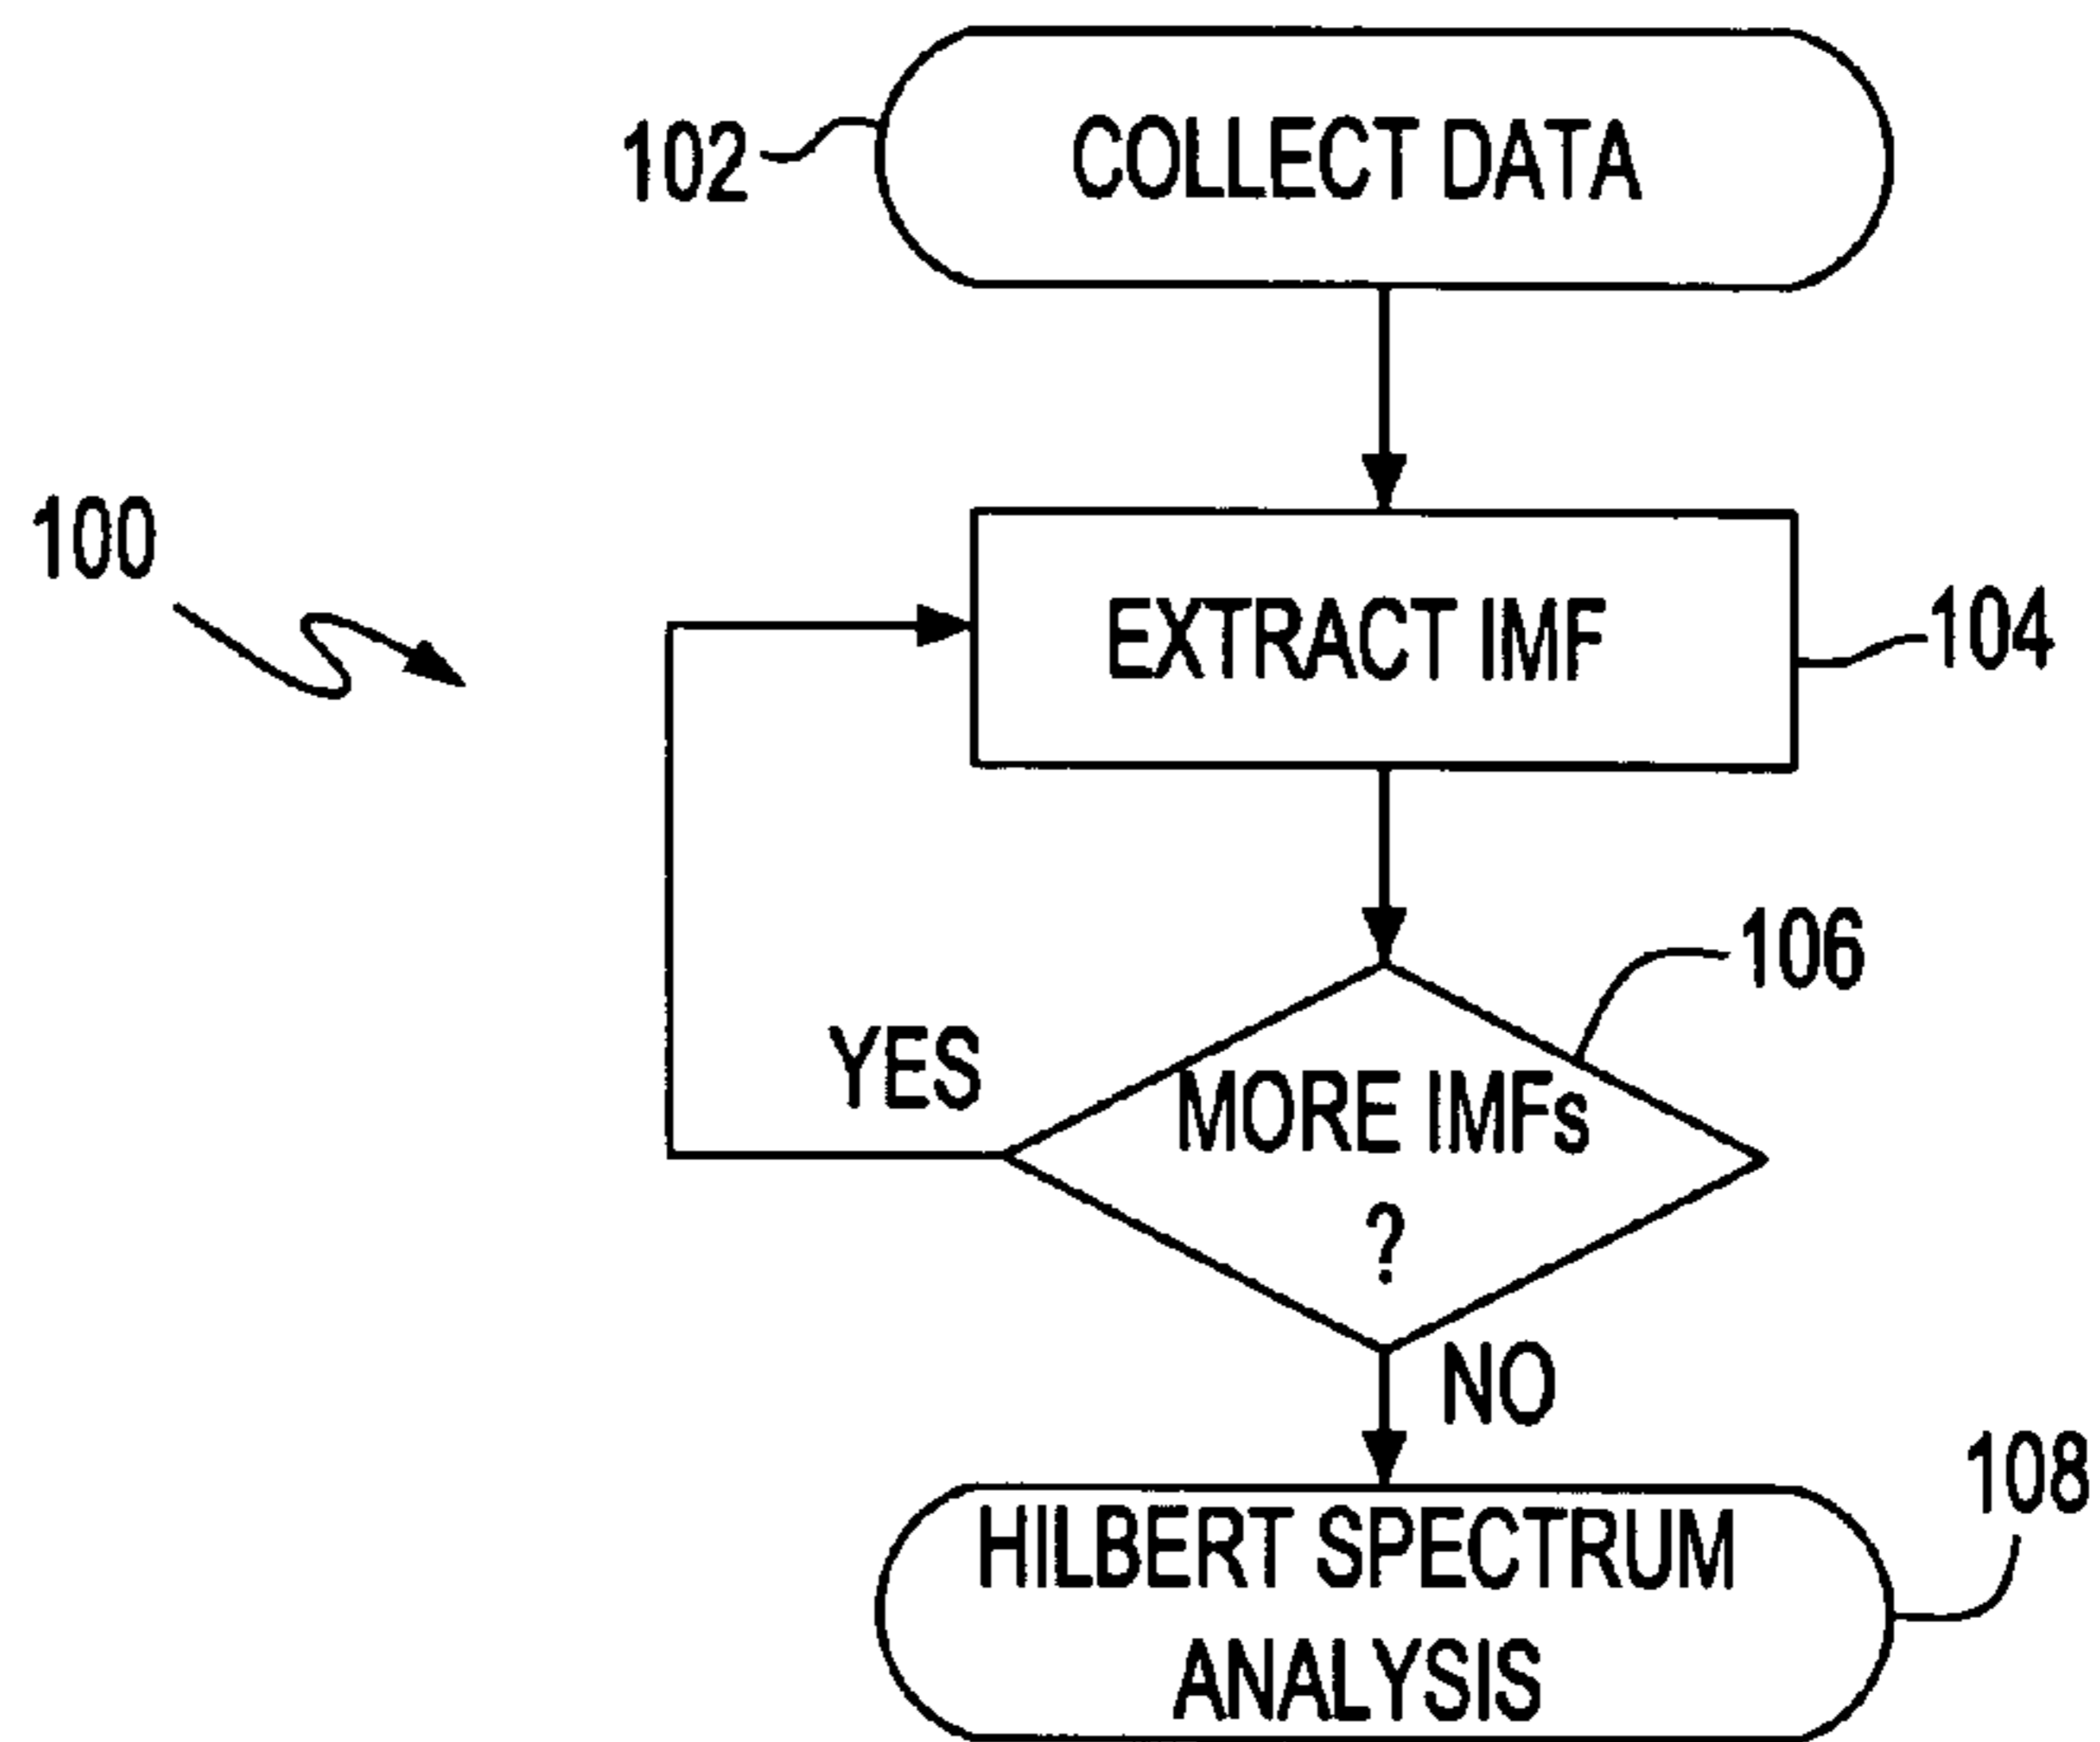 102
COLLECT DATA
100
EXTRACT IMF
104
106
YES
MORE IMFs
?
NO
108
HILBERT SPECTRUM
ANALYSIS